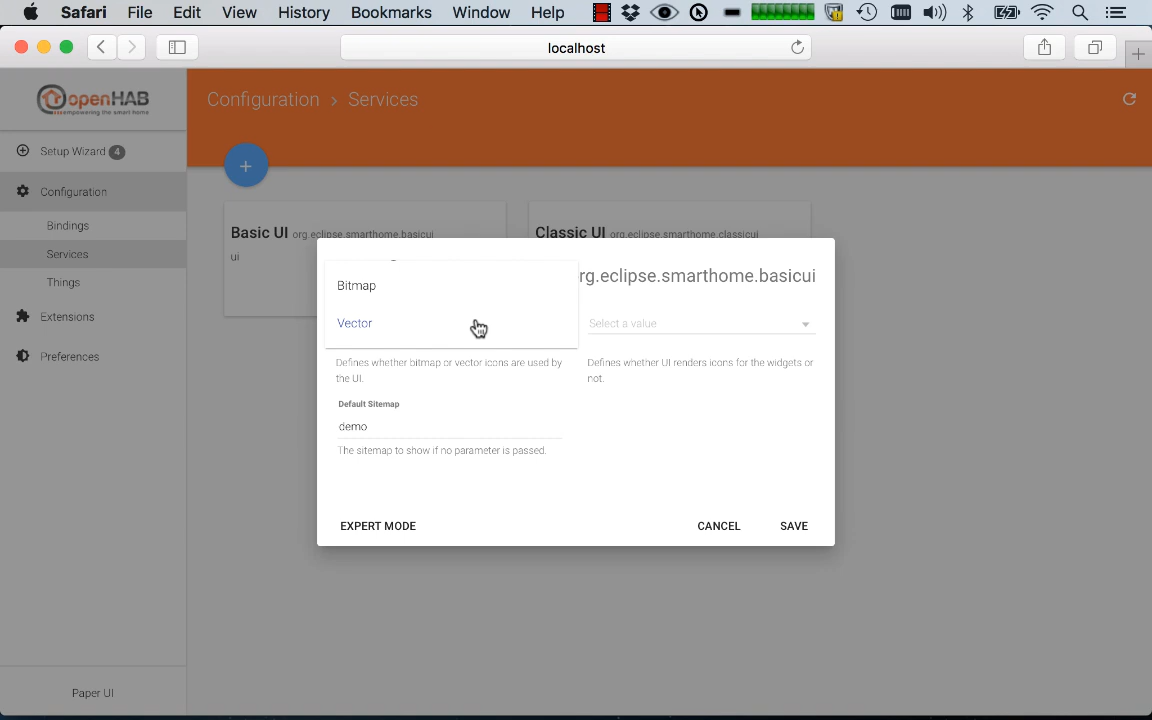 Safari File Edit View History Bookmarks Window Help
localhost
openHAB
empowering the smart home
Configuration › Services
Setup Wizard 4
Configuration
Bindings
Services
Things
Extensions
Preferences
Paper UI
Basic UI org.eclipse.smarthome.basicui
ui
Classic UI org.eclipse.smarthome.classicui
rg.eclipse.smarthome.basicui
Bitmap
Vector
Select a value
Defines whether bitmap or vector icons are used by
the UI.
Defines whether UI renders icons for the widgets or
not.
Default Sitemap
demo
The sitemap to show if no parameter is passed.
EXPERT MODE CANCEL SAVE